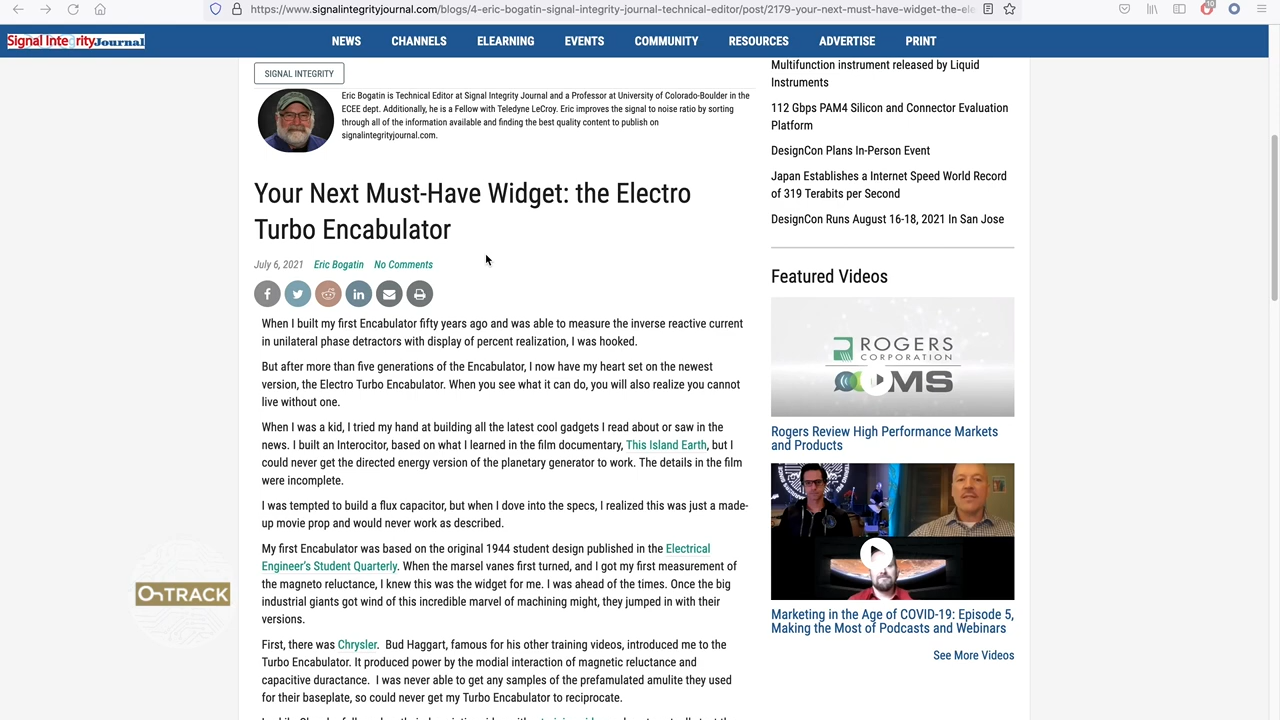 https://www.signalintegrityjournal.com/blogs/4-eric-bogatin-signal-integrity-journal-technical-editor/post/2179-your-next-must-have-widget-the-ele
10
Signal Integrity Journal
NEWS
CHANNELS
ELEARNING
EVENTS
COMMUNITY
RESOURCES
ADVERTISE
PRINT
SIGNAL INTEGRITY
Eric Bogatin is Technical Editor at Signal Integrity Journal and a Professor at University of Colorado-Boulder in the
ECEE dept. Additionally, he is a Fellow with Teledyne LeCroy. Eric improves the signal to noise ratio by sorting
through all of the information available and finding the best quality content to publish on
signalintegrityjournal.com.
Your Next Must-Have Widget: the Electro
Turbo Encabulator
July 6, 2021 Eric Bogatin No Comments
When I built my first Encabulator fifty years ago and was able to measure the inverse reactive current
in unilateral phase detractors with display of percent realization, I was hooked.
But after more than five generations of the Encabulator, I now have my heart set on the newest
version, the Electro Turbo Encabulator. When you see what it can do, you will also realize you cannot
live without one.
When I was a kid, I tried my hand at building all the latest cool gadgets I read about or saw in the
news. I built an Interocitor, based on what I learned in the film documentary, This Island Earth, but I
could never get the directed energy version of the planetary generator to work. The details in the film
were incomplete.
I was tempted to build a flux capacitor, but when I dove into the specs, I realized this was just a made-
up movie prop and would never work as described.
My first Encabulator was based on the original 1944 student design published in the Electrical
Engineer's Student Quarterly. When the marsel vanes first turned, and I got my first measurement of
the magneto reluctance, I knew this was the widget for me. I was ahead of the times. Once the big
industrial giants got wind of this incredible marvel of machining might, they jumped in with their
versions.
First, there was Chrysler. Bud Haggart, famous for his other training videos, introduced me to the
Turbo Encabulator. It produced power by the modial interaction of magnetic reluctance and
capacitive duractance. I was never able to get any samples of the prefamulated amulite they used
for their baseplate, so could never get my Turbo Encabulator to reciprocate.
Multifunction instrument released by Liquid
Instruments
112 Gbps PAM4 Silicon and Connector Evaluation
Platform
DesignCon Plans In-Person Event
Japan Establishes a Internet Speed World Record
of 319 Terabits per Second
DesignCon Runs August 16-18, 2021 In San Jose
Featured Videos
ROGERS
CORPORATION
MS
Rogers Review High Performance Markets
and Products
Marketing in the Age of COVID-19: Episode 5,
Making the Most of Podcasts and Webinars
See More Videos
OnTRACK